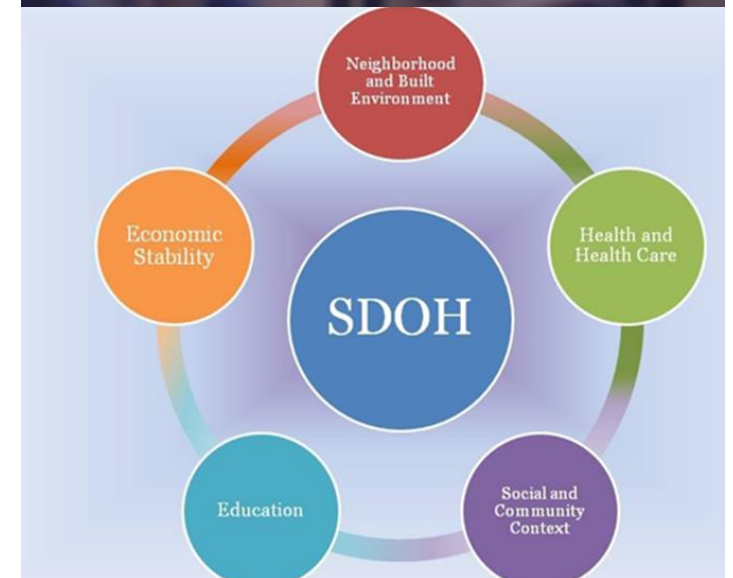 Neighborhood
and Built
Environment
Economic
Stability
Health and
Health Care
SDOH
Education
Social and
Community
Context